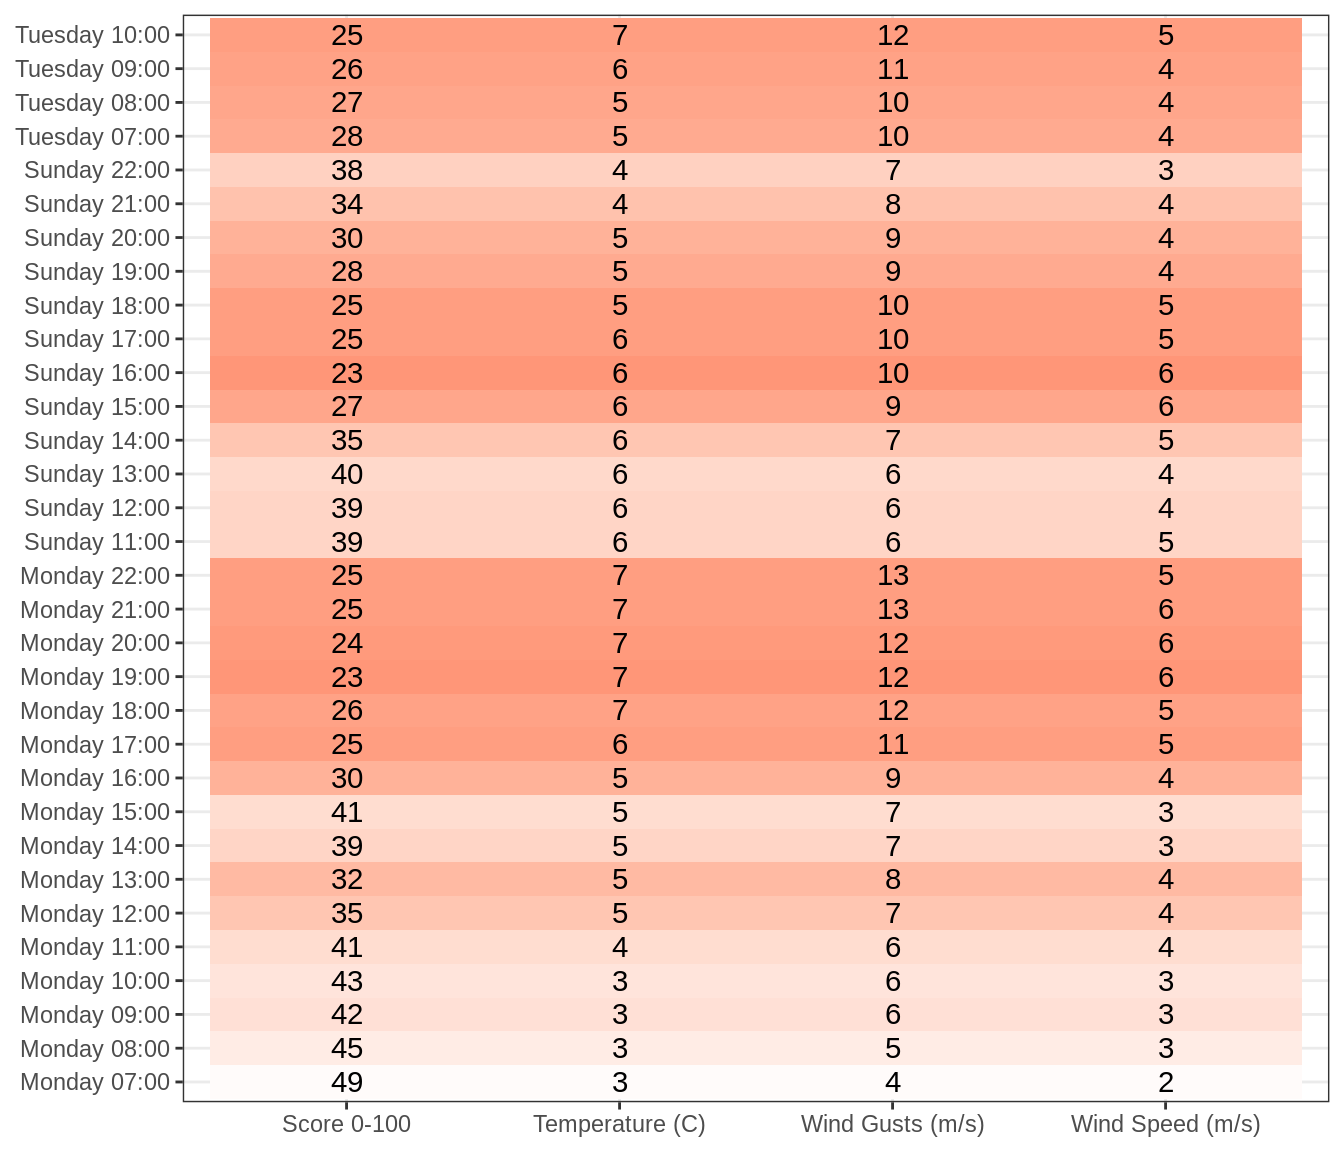 Tuesday 10:00 25 7 12 5
Tuesday 09:00 26 6 11 4
Tuesday 08:00 27 5 10 4
Tuesday 07:00 28 5 10 4
Sunday 22:00 38 4 7 3
Sunday 21:00 34 4 8 4
Sunday 20:00 30 5 9 4
Sunday 19:00 28 5 9 4
Sunday 18:00 25 5 10 5
Sunday 17:00 25 6 10 5
Sunday 16:00 23 6 10 6
Sunday 15:00 27 6 9 6
Sunday 14:00 35 6 7 5
Sunday 13:00 40 6 6 4
Sunday 12:00 39 6 6 4
Sunday 11:00 39 6 6 5
Monday 22:00 25 7 13 5
Monday 21:00 25 7 13 6
Monday 20:00 24 7 12 6
Monday 19:00 23 7 12 6
Monday 18:00 26 7 12 5
Monday 17:00 25 6 11 5
Monday 16:00 30 5 9 4
Monday 15:00 41 5 7 3
Monday 14:00 39 5 7 3
Monday 13:00 32 5 8 4
Monday 12:00 35 5 7 4
Monday 11:00 41 4 6 4
Monday 10:00 43 3 6 3
Monday 09:00 42 3 6 3
Monday 08:00 45 3 5 3
Monday 07:00 49 3 4 2
Score 0-100 Temperature (C) Wind Gusts (m/s) Wind Speed (m/s)